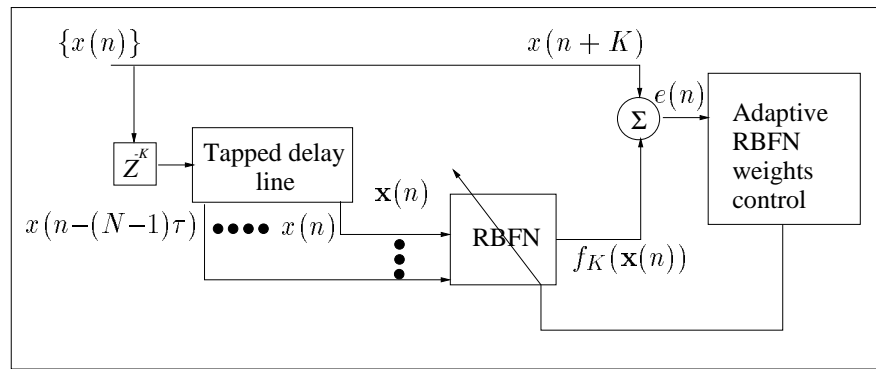 {x(n)}
x(n + K)
e(n)
Σ
Adaptive
RBFN
weights
control
Z^-K
Tapped delay
line
x(n)
x(n−(N−1)τ)
x(n)
RBFN
f_K(x(n))